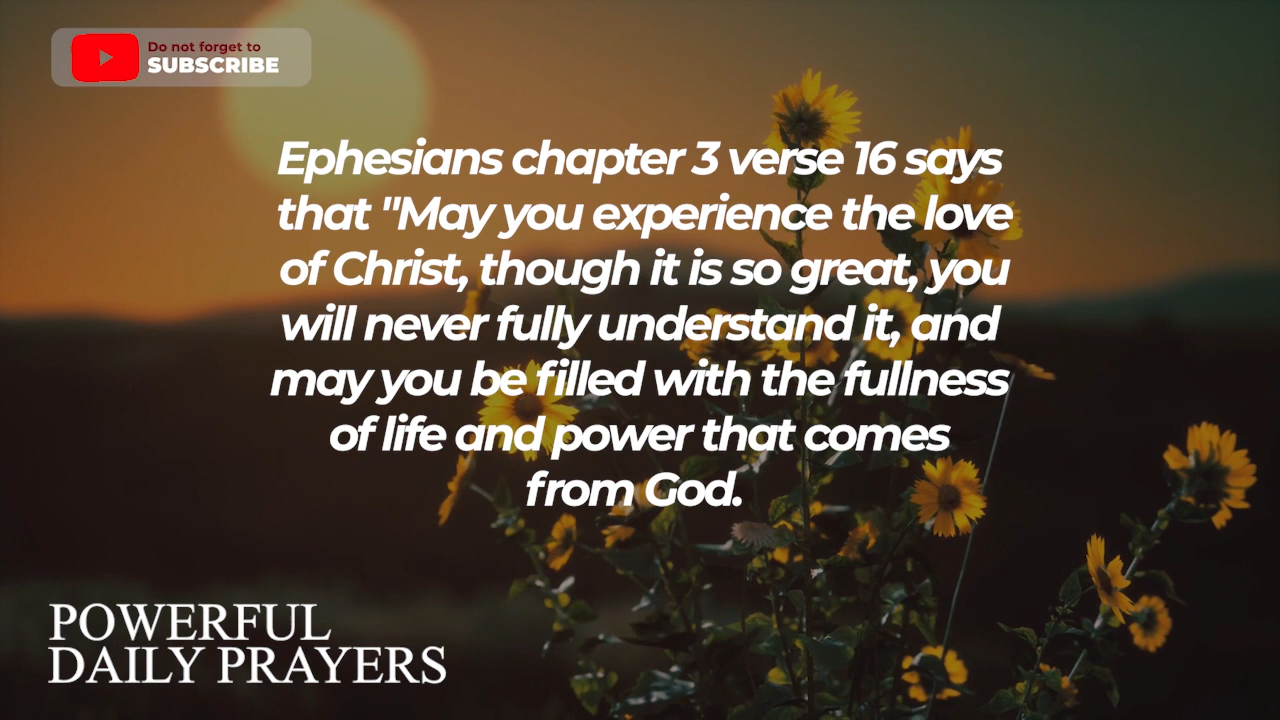 Do not forget to
SUBSCRIBE
Ephesians chapter 3 verse 16 says
that "May you experience the love
of Christ, though it is so great, you
will never fully understand it, and
may you be filled with the fullness
of life and power that comes
from God.
POWERFUL
DAILY PRAYERS